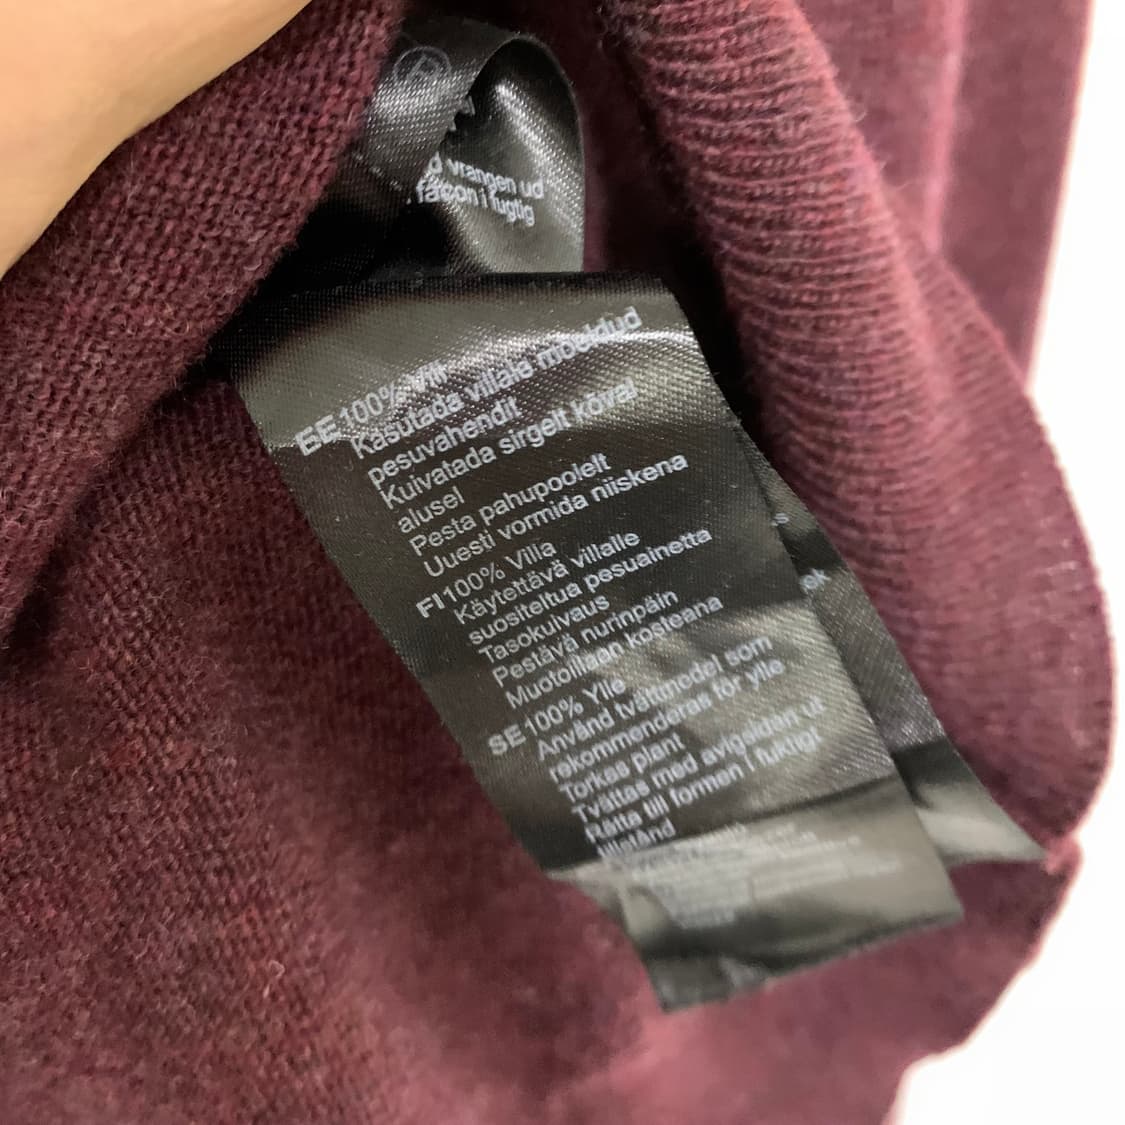 ®
vrangen ud
facon i fugtig
EE 100% Vill
Kasutada villale mõeldud
pesuvahendit
Kuivatada sirgelt kõval
alusel
Pesta pahupoolelt
Uuesti vormida niiskena
FI 100% Villa
Käytettävä villalle
suositeltua pesuainetta
Tasokuivaus
Pestävä nurinpäin
Muotoillaan kosteana
SE 100% Ylle
Använd tvättmedel som
rekommenderas för ylle
Torkas plant
Tvättas med avigsidan ut
Rätta till formen i fuktigt
tillstånd